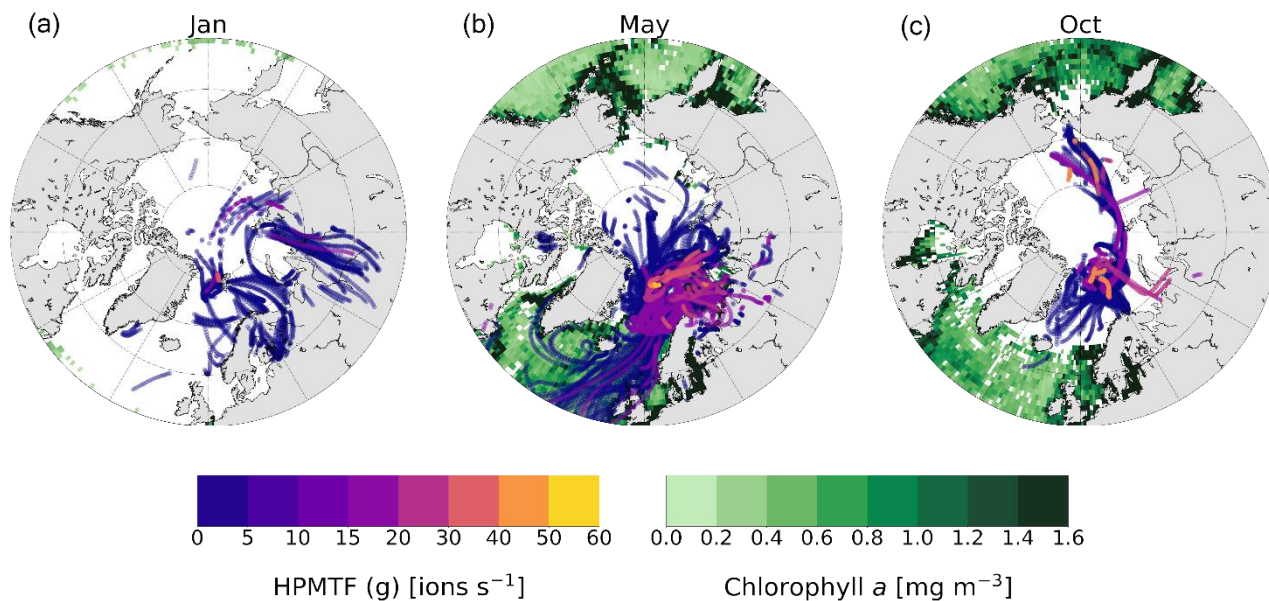 (a) Jan (b) May (c) Oct
0 5 10 15 20 30 40 50 60 0.0 0.2 0.4 0.6 0.8 1.0 1.2 1.4 1.6
HPMTF (g) [ions s⁻¹] Chlorophyll a [mg m⁻³]